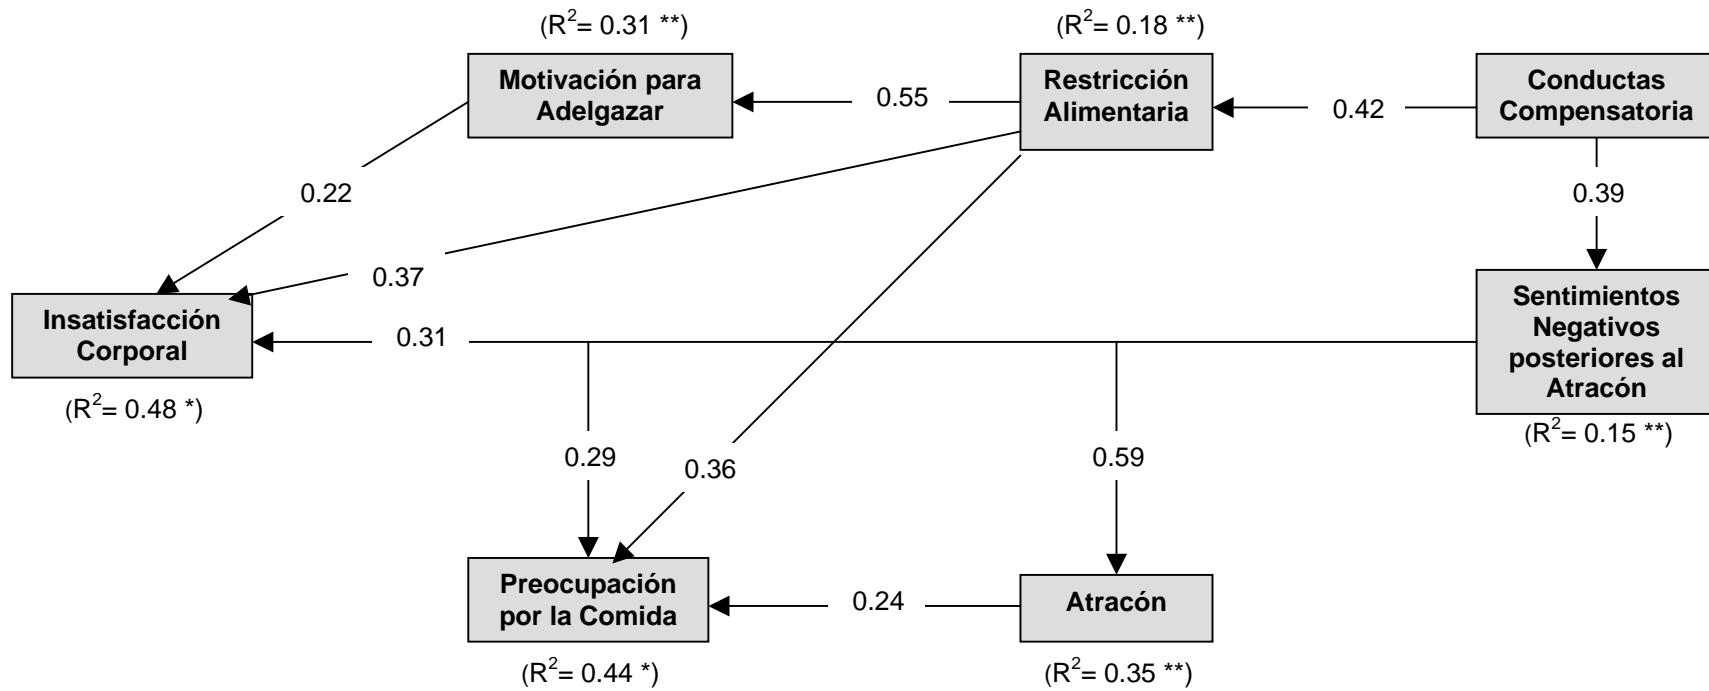 (R2= 0.31 **)
(R2= 0.18 **)
Motivación para
Adelgazar
0.55
Restricción
Alimentaria
0.42
Conductas
Compensatoria
0.22
0.39
0.37
Insatisfacción
Corporal
(R2= 0.48 *)
0.31
Sentimientos
Negativos
posteriores al
Atracón
(R2= 0.15 **)
0.29
0.36
0.59
Preocupación
por la Comida
(R2= 0.44 *)
0.24
Atracón
(R2= 0.35 **)